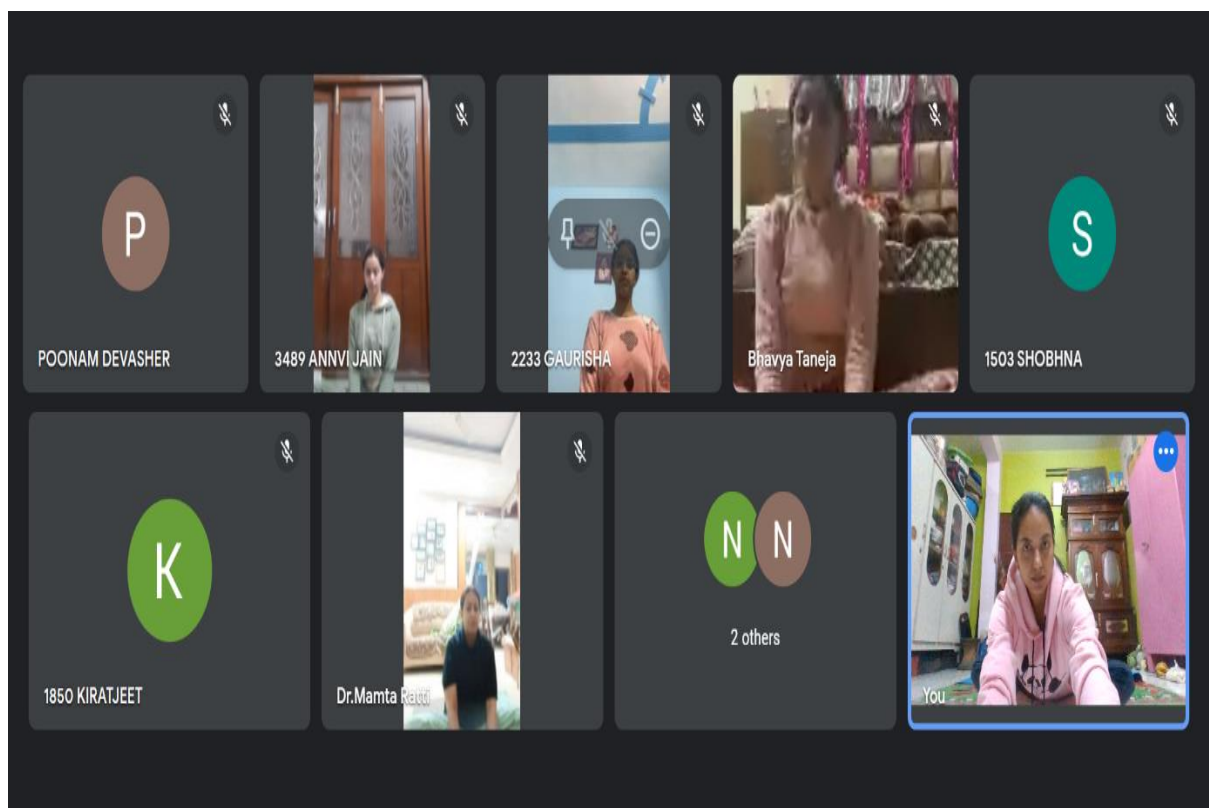 P
POONAM DEVASHER
3489 ANNVI JAIN
2233 GAURISHA
Bhavya Taneja
S
1503 SHOBHNA
K
1850 KIRATJEET
Dr.Mamta Ratti
N N
2 others
You